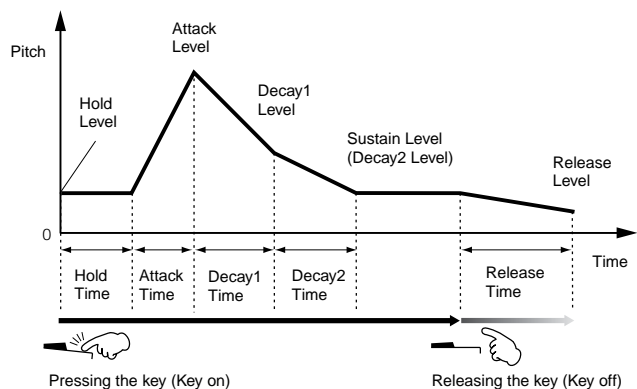 Pitch
Attack
Level
Hold
Level
Decay1
Level
Sustain Level
(Decay2 Level)
Release
Level
0
Time
Hold
Time
Attack
Time
Decay1
Time
Decay2
Time
Release
Time
Pressing the key (Key on)
Releasing the key (Key off)